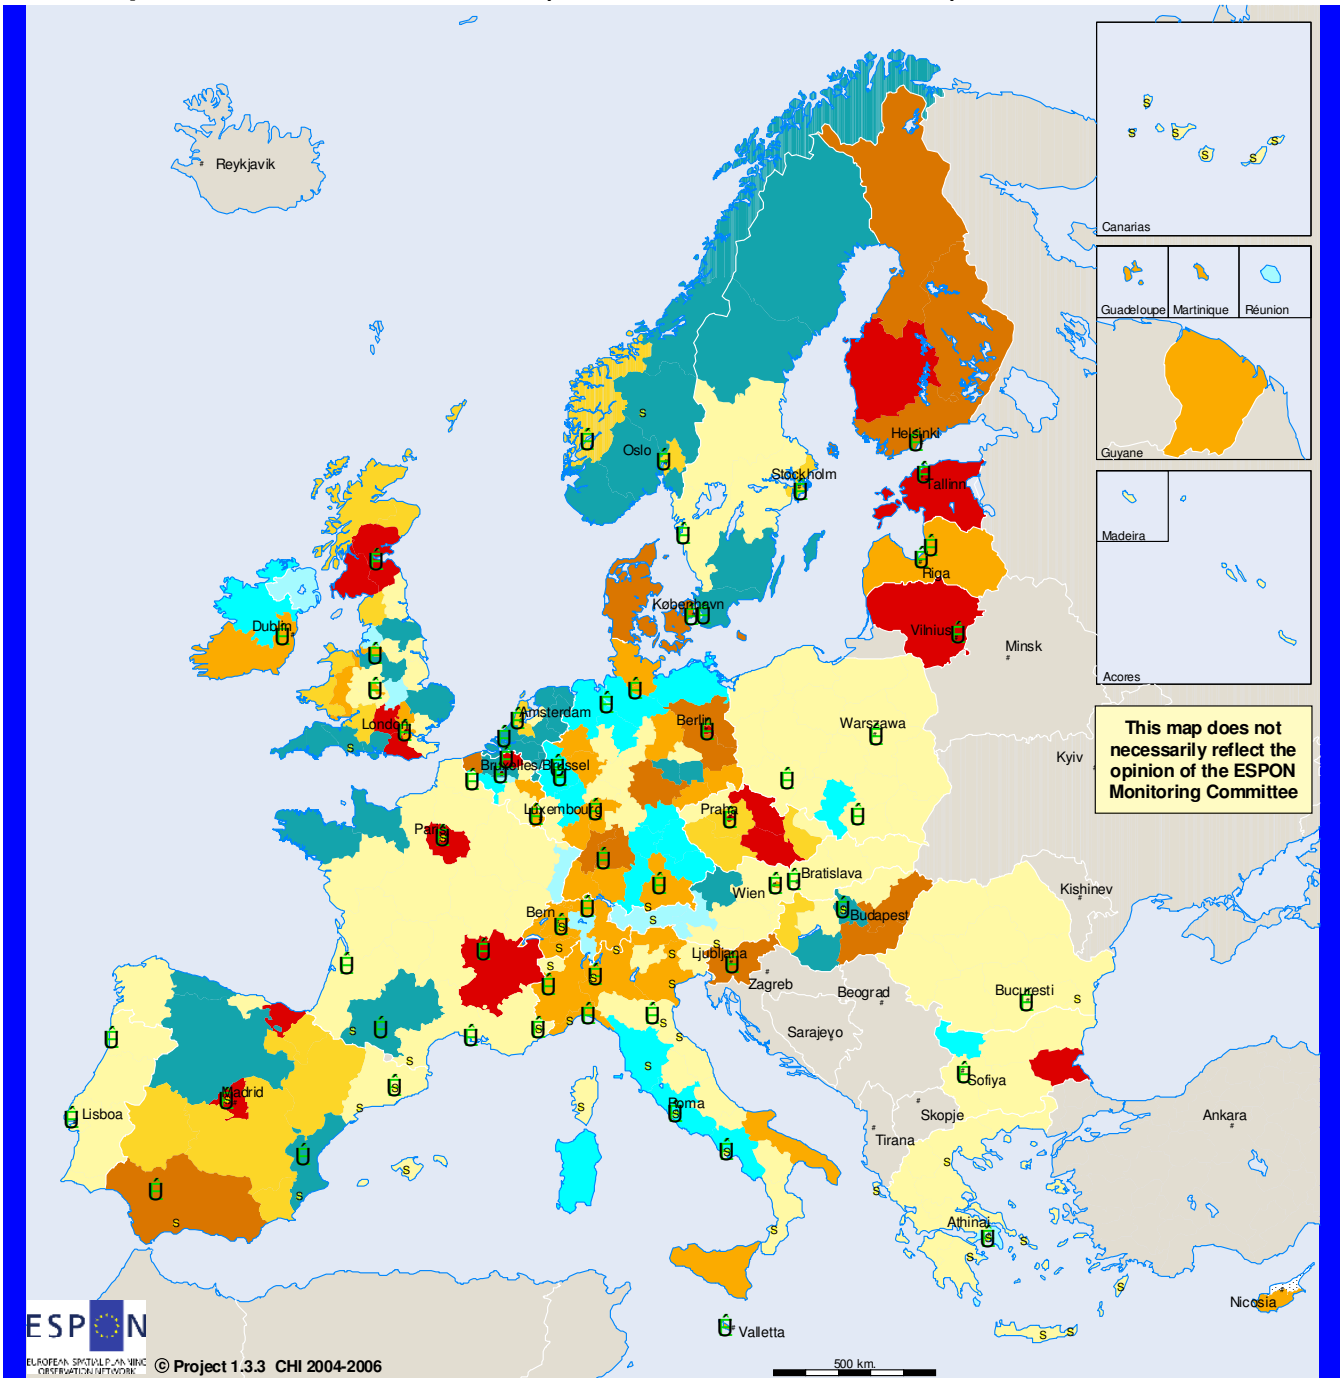 Reykjavik
Canarias
Guadeloupe
Martinique
Réunion
Guyane
Madeira
Acores
This map does not
necessarily reflect the
opinion of the ESPON
Monitoring Committee
Oslo
Helsinki
Stockholm
Tallinn
Riga
København
Vilnius
Minsk
Dublin
London
Amsterdam
Berlin
Warszawa
Kyiv
Bruxelles/Brussel
Luxembourg
Praha
Paris
Bratislava
Wien
Kishinev
Bern
Budapest
Ljubljana
Zagreb
Beograd
Bucuresti
Sarajevo
Sofiya
Madrid
Lisboa
Roma
Skopje
Tirana
Ankara
Athinai
Nicosia
Valletta
ESPON
EUROPEAN SPATIAL PLANNING
OBSERVATION NETWORK
© Project 1.3.3 CHI 2004-2006
500 km.